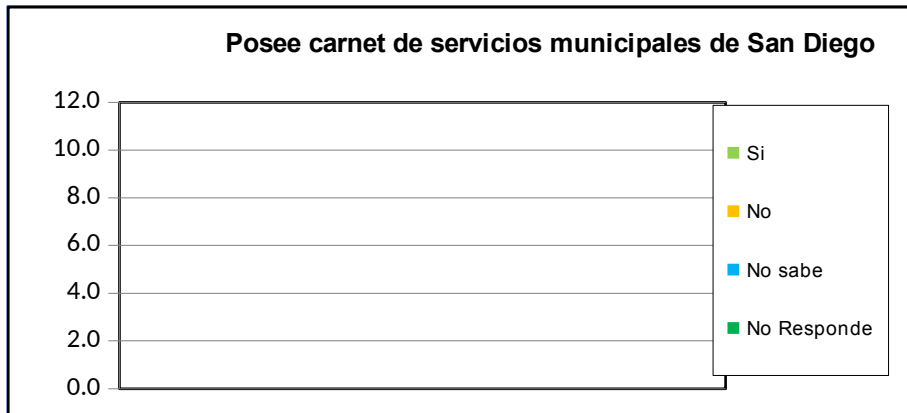 Posee carnet de servicios municipales de San Diego
12.0
10.0
8.0
6.0
4.0
2.0
0.0
Si
No
No sabe
No Responde